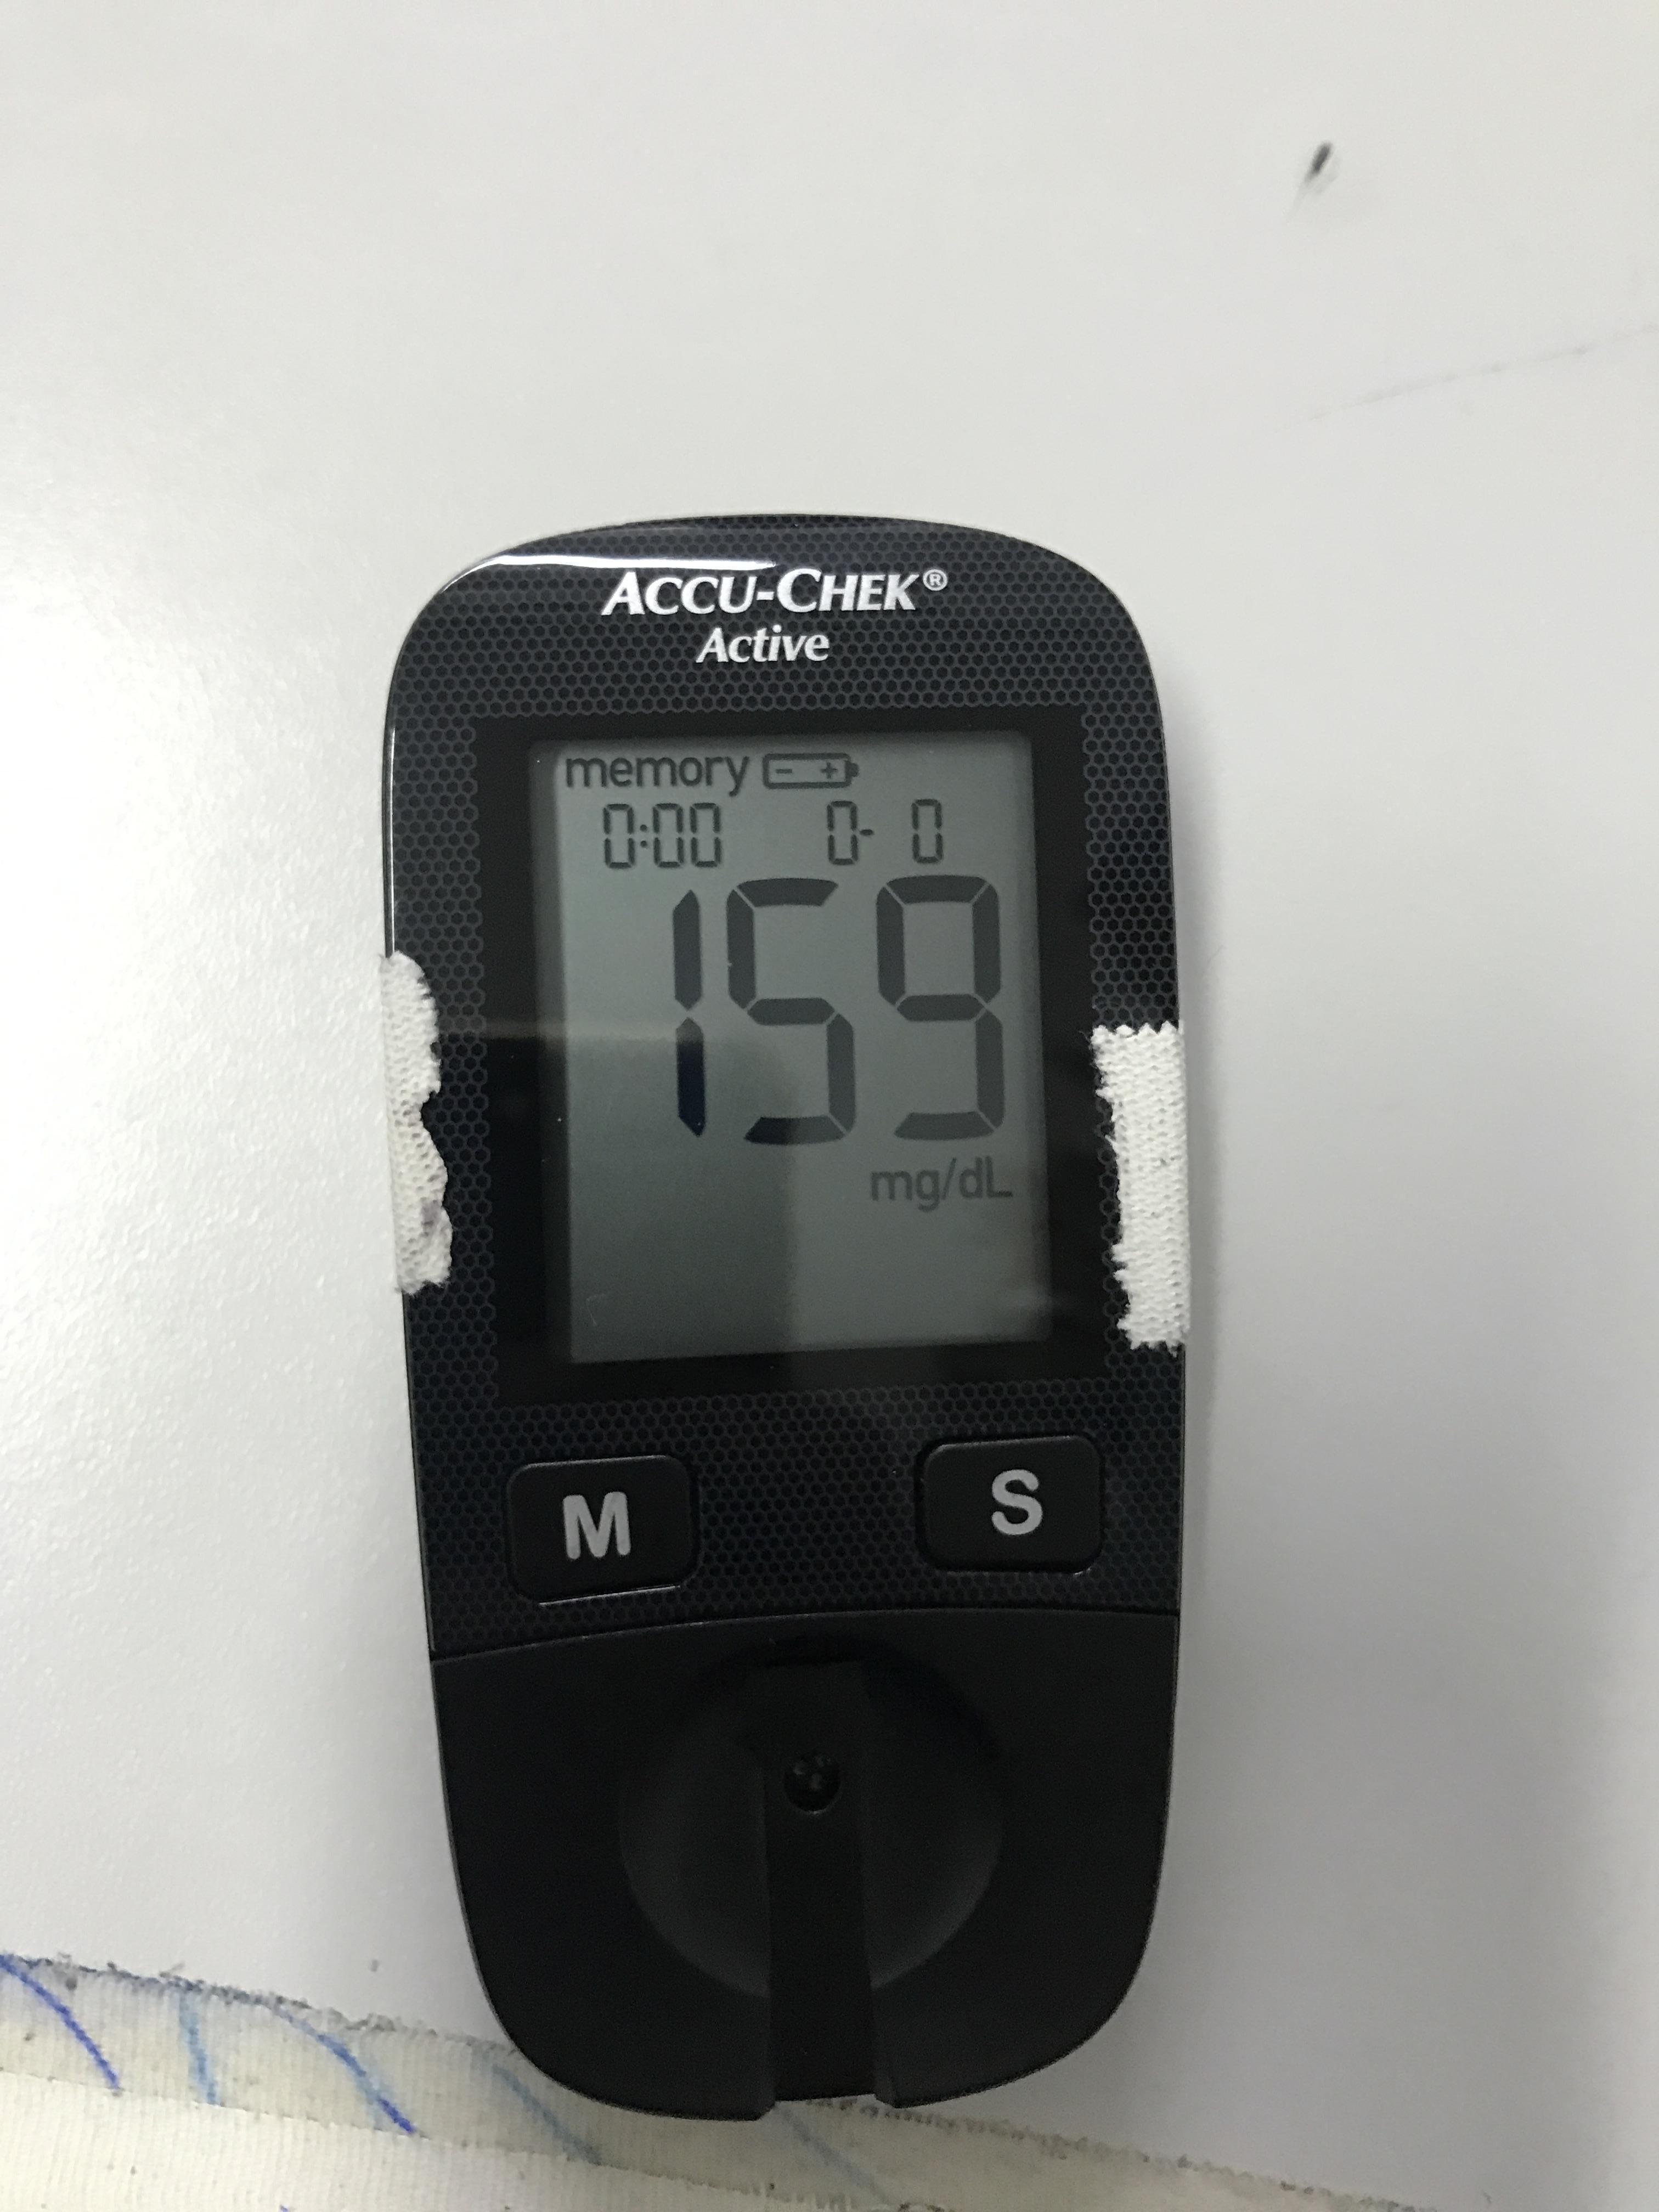 ACCU-CHEK®
Active
memory - +
0:00 0- 0
159
mg/dL
M S